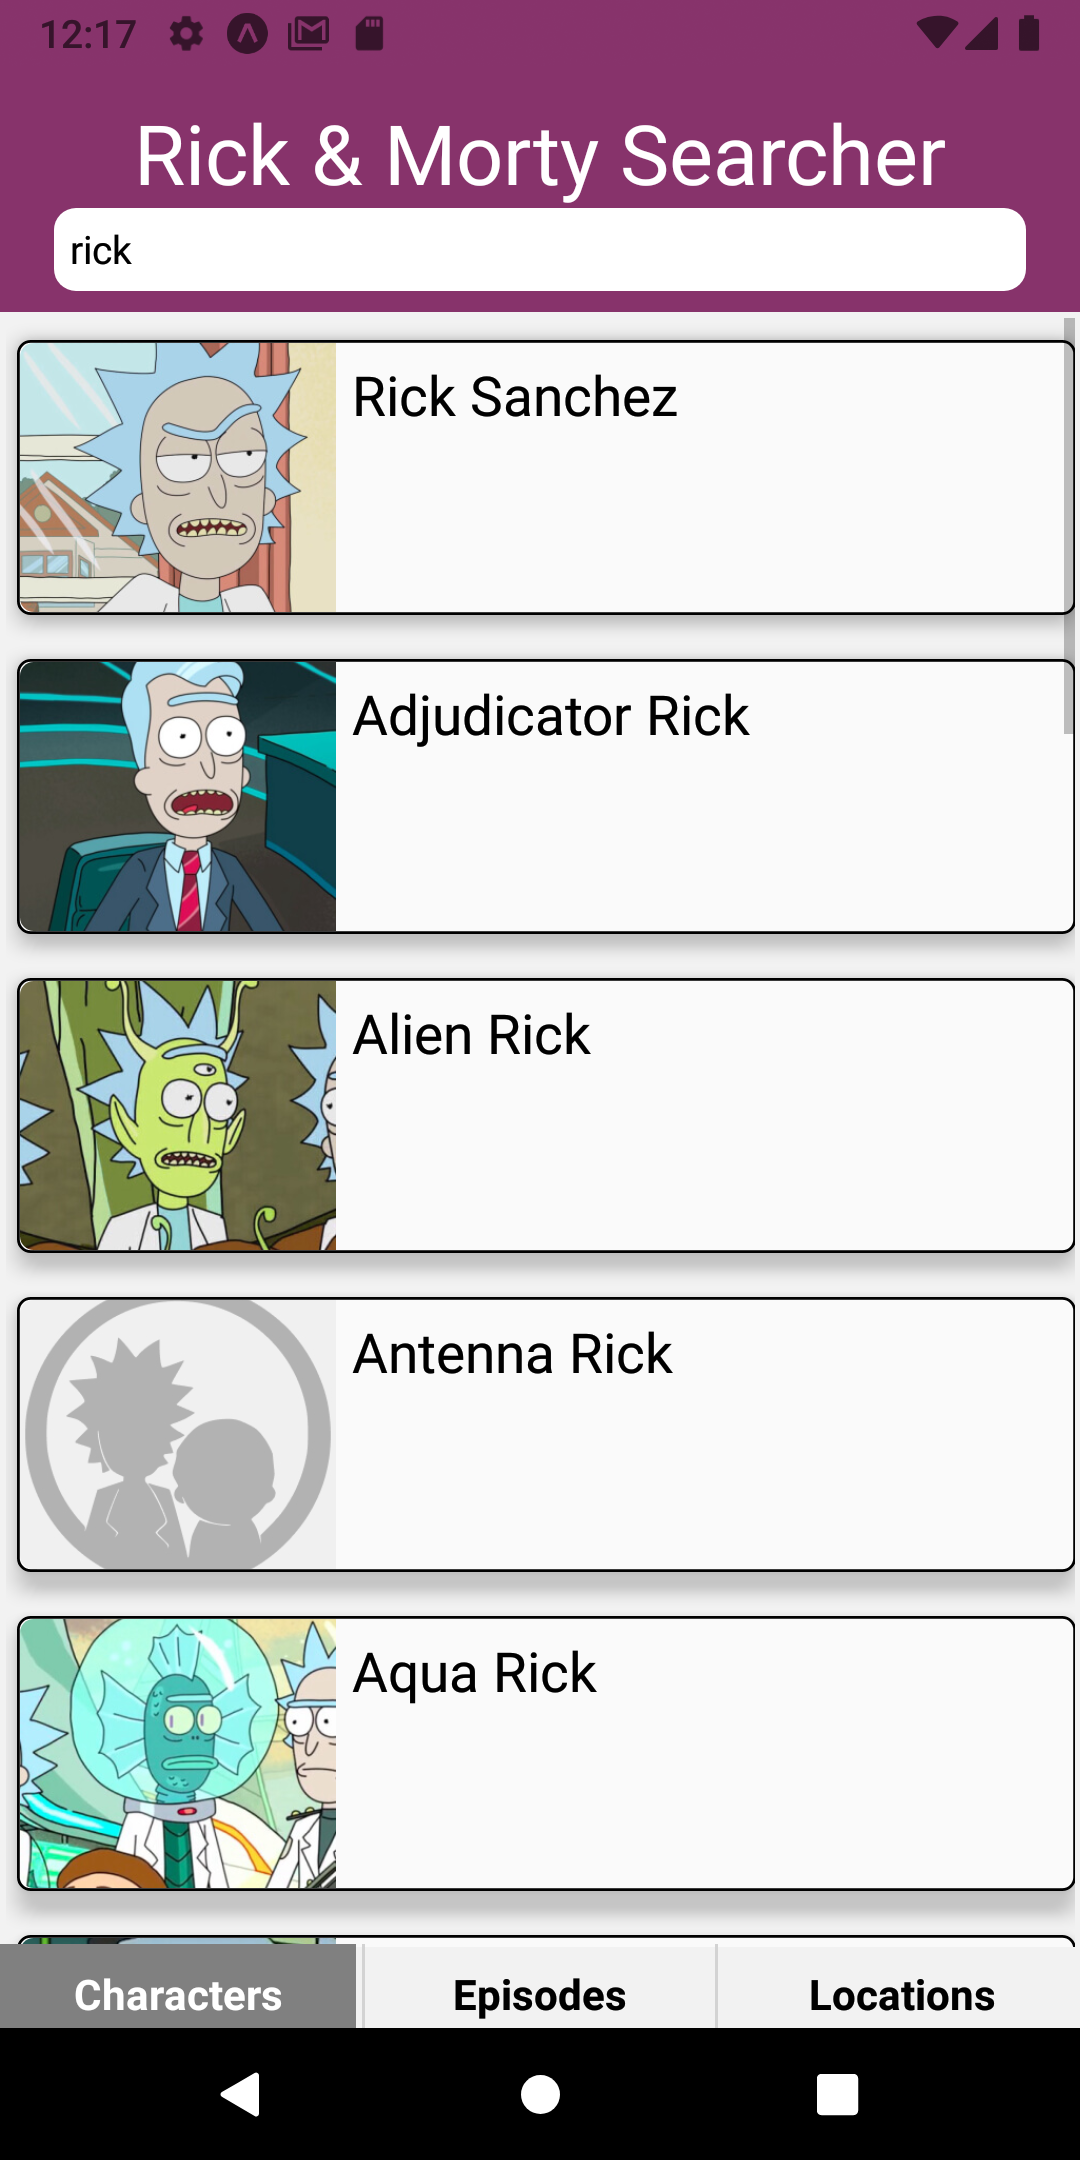 12:17
Rick & Morty Searcher
rick
Rick Sanchez
Adjudicator Rick
Alien Rick
Antenna Rick
Aqua Rick
Characters
Episodes
Locations